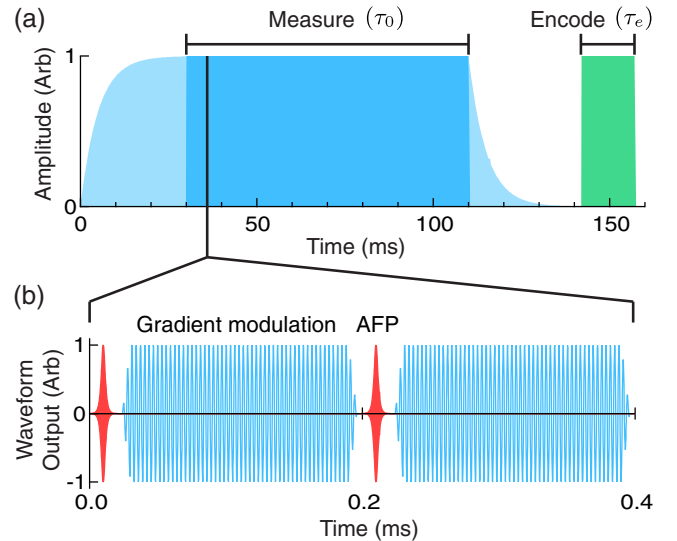 (a) Measure (τ₀) Encode (τₑ)
1
Amplitude (Arb)
0
0 50 100 150
Time (ms)
(b)
Gradient modulation AFP
1
Waveform
Output (Arb)
0
-1
0.0 0.2 0.4
Time (ms)